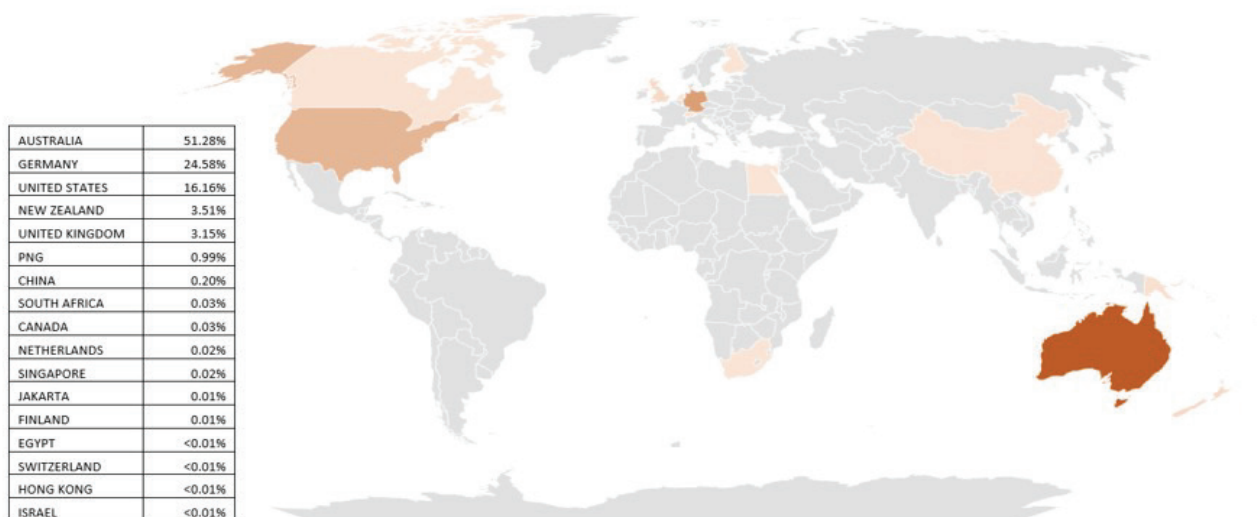 AUSTRALIA 51.28%
GERMANY 24.58%
UNITED STATES 16.16%
NEW ZEALAND 3.51%
UNITED KINGDOM 3.15%
PNG 0.99%
CHINA 0.20%
SOUTH AFRICA 0.03%
CANADA 0.03%
NETHERLANDS 0.02%
SINGAPORE 0.02%
JAKARTA 0.01%
FINLAND 0.01%
EGYPT <0.01%
SWITZERLAND <0.01%
HONG KONG <0.01%
ISRAEL <0.01%